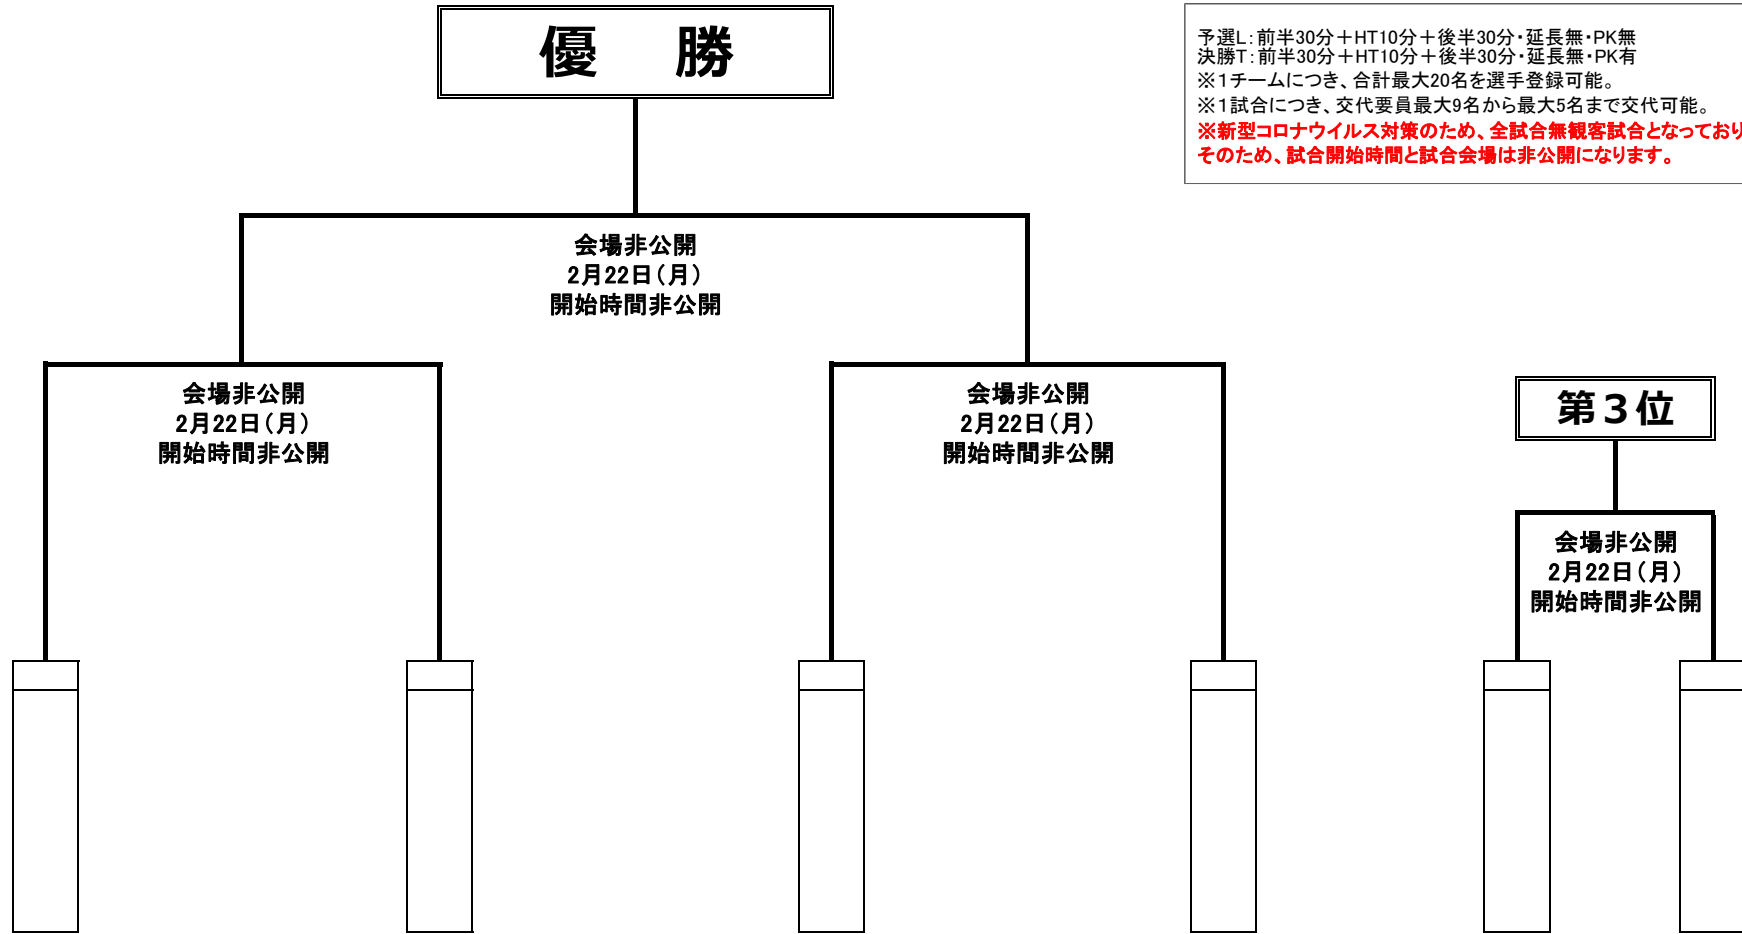 優　勝
予選L：前半30分＋HT10分＋後半30分・延長無・PK無
決勝T：前半30分＋HT10分＋後半30分・延長無・PK有
※1チームにつき、合計最大20名を選手登録可能。
※1試合につき、交代要員最大9名から最大5名まで交代可能。
※新型コロナウイルス対策のため、全試合無観客試合となっており
そのため、試合開始時間と試合会場は非公開になります。
会場非公開
2月22日（月）
開始時間非公開
会場非公開
2月22日（月）
開始時間非公開
会場非公開
2月22日（月）
開始時間非公開
第３位
会場非公開
2月22日（月）
開始時間非公開